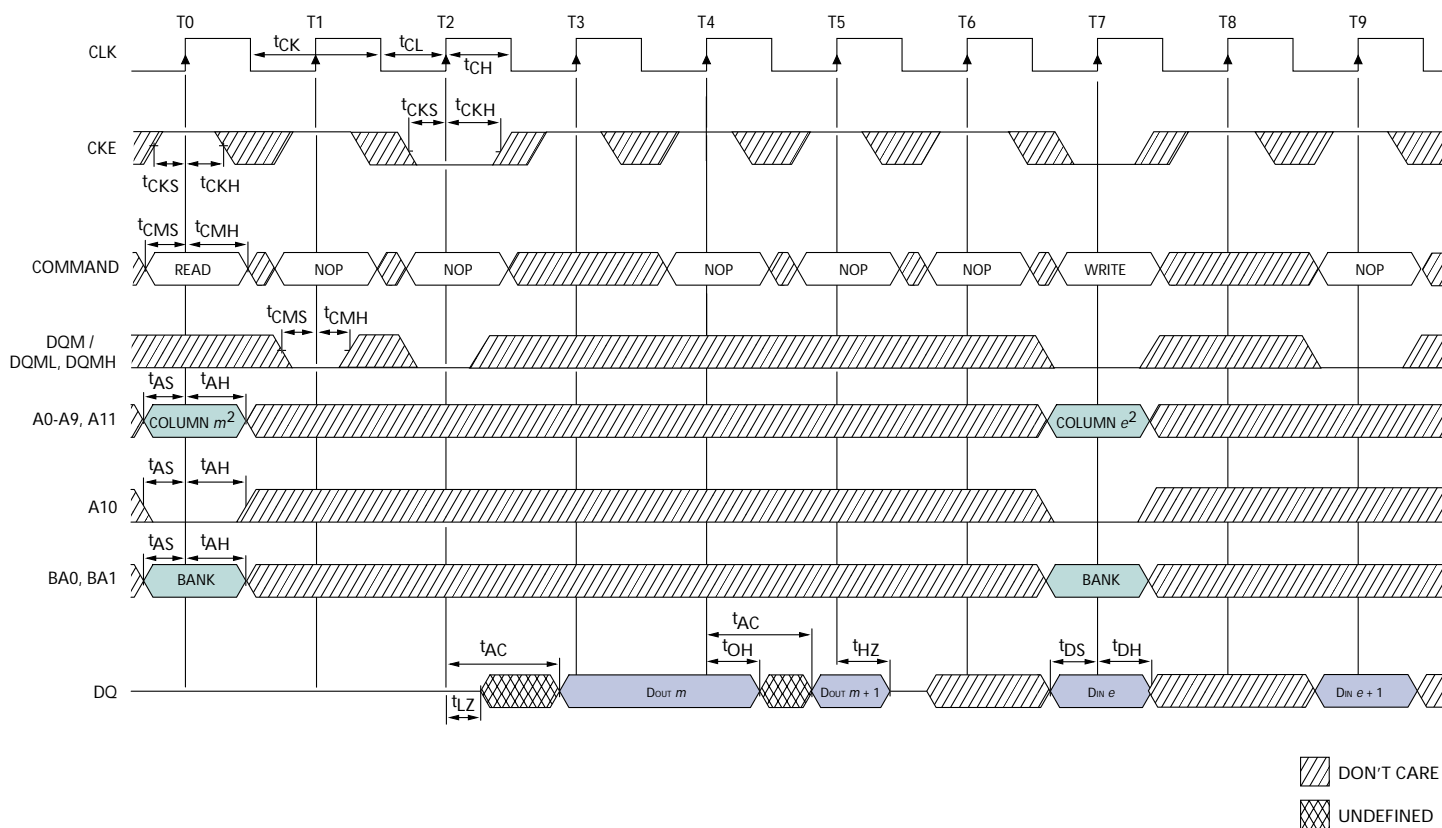 T0 T1 T2 T3 T4 T5 T6 T7 T8 T9
CLK
tCK tCL
tCH
tCKS tCKH
CKE
tCKS tCKH
tCMS tCMH
COMMAND READ NOP NOP NOP NOP NOP WRITE NOP
tCMS tCMH
DQM /
DQML, DQMH
tAS tAH
A0-A9, A11 COLUMN m2 COLUMN e2
tAS tAH
A10
tAS tAH
BA0, BA1 BANK BANK
tAC
tAC tOH tHZ tDS tDH
DQ DOUT m DOUT m + 1 DIN e DIN e + 1
tLZ
DON'T CARE
UNDEFINED